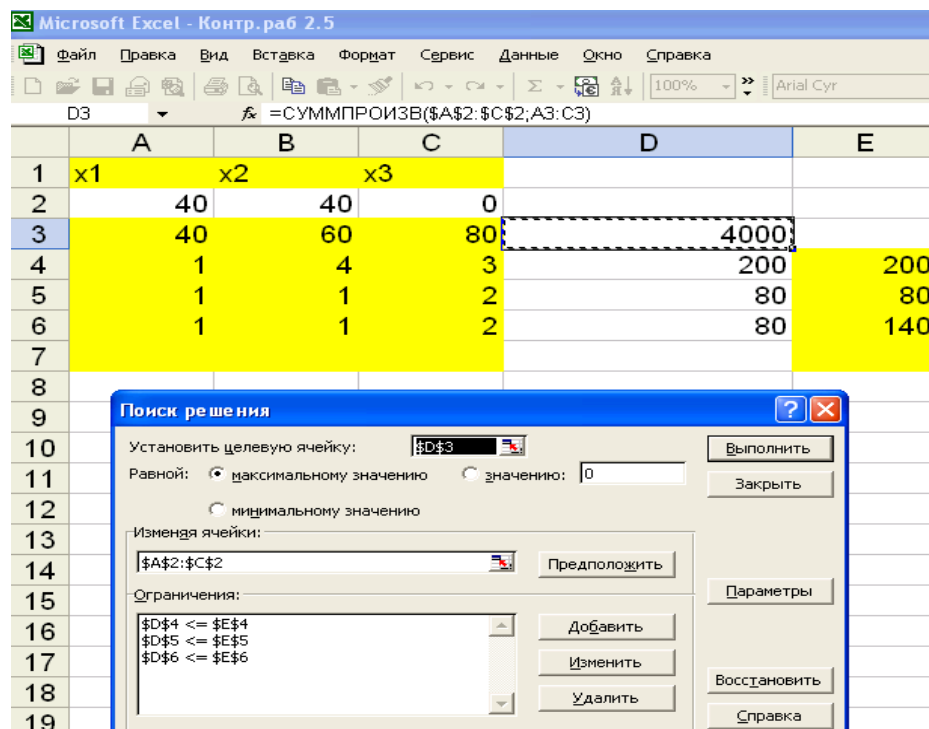 Microsoft Excel - Контр.раб 2.5
Файл Правка Вид Вставка Формат Сервис Данные Окно Справка
Σ 100% Arial Cyr
D3 fx =СУММПРОИЗВ($A$2:$C$2;A3:C3)
A B C D E
1 x1 x2 x3
2 40 40 0
3 40 60 80 4000
4 1 4 3 200 200
5 1 1 2 80 80
6 1 1 2 80 140
7
8
9
10
11
12
13
14
15
16
17
18
19
Поиск решения
Установить целевую ячейку: $D$3 Выполнить
Равной: максимальному значению значению: 0 Закрыть
минимальному значению
Изменяя ячейки:
$A$2:$C$2 Предположить
Параметры
Ограничения:
$D$4 <= $E$4 Добавить
$D$5 <= $E$5
$D$6 <= $E$6 Изменить
Восстановить
Удалить
Справка